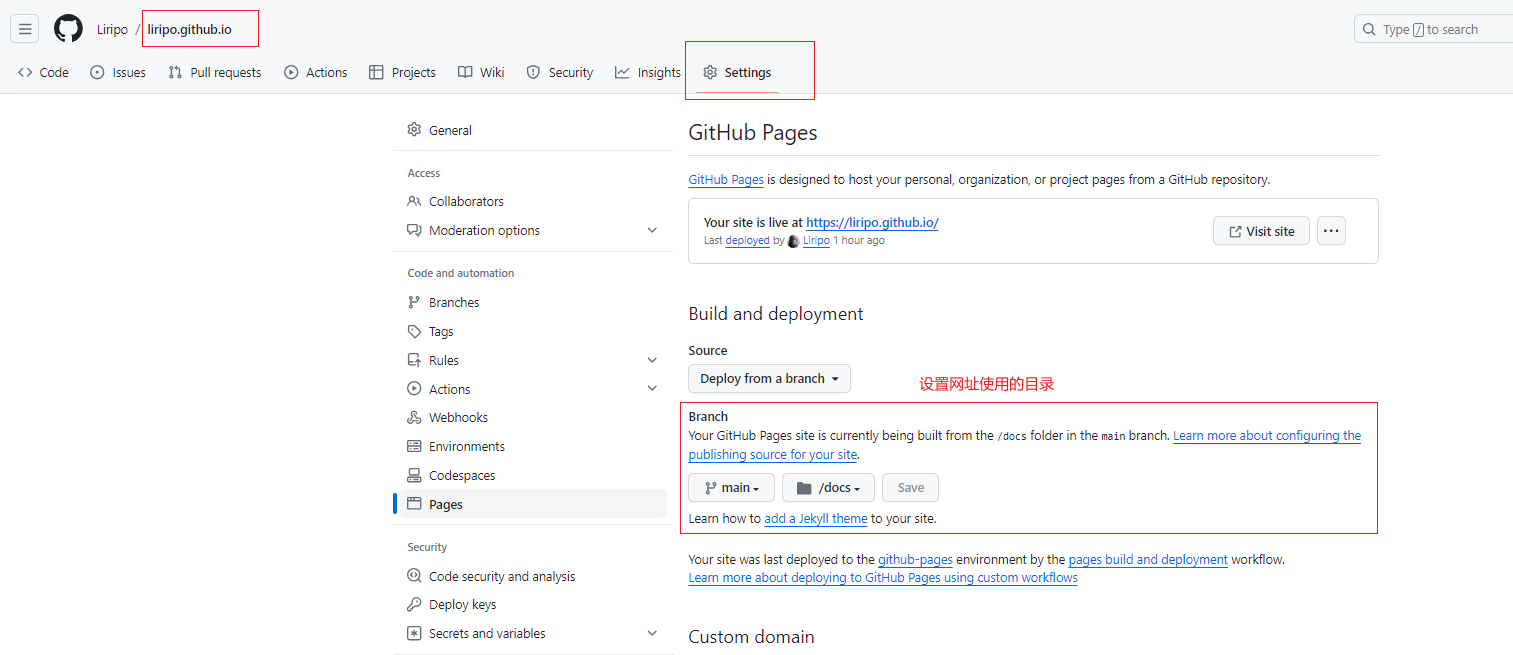 Liripo / liripo.github.io
Type / to search
Code Issues Pull requests Actions Projects Wiki Security Insights Settings
General
Access
Collaborators
Moderation options
Code and automation
Branches
Tags
Rules
Actions
Webhooks
Environments
Codespaces
Pages
Security
Code security and analysis
Deploy keys
Secrets and variables
GitHub Pages
GitHub Pages is designed to host your personal, organization, or project pages from a GitHub repository.
Your site is live at https://liripo.github.io/
Last deployed by Liripo 1 hour ago
Visit site
Build and deployment
Source
Deploy from a branch
设置网址使用的目录
Branch
Your GitHub Pages site is currently being built from the /docs folder in the main branch. Learn more about configuring the
publishing source for your site.
main /docs Save
Learn how to add a Jekyll theme to your site.
Your site was last deployed to the github-pages environment by the pages build and deployment workflow.
Learn more about deploying to GitHub Pages using custom workflows
Custom domain